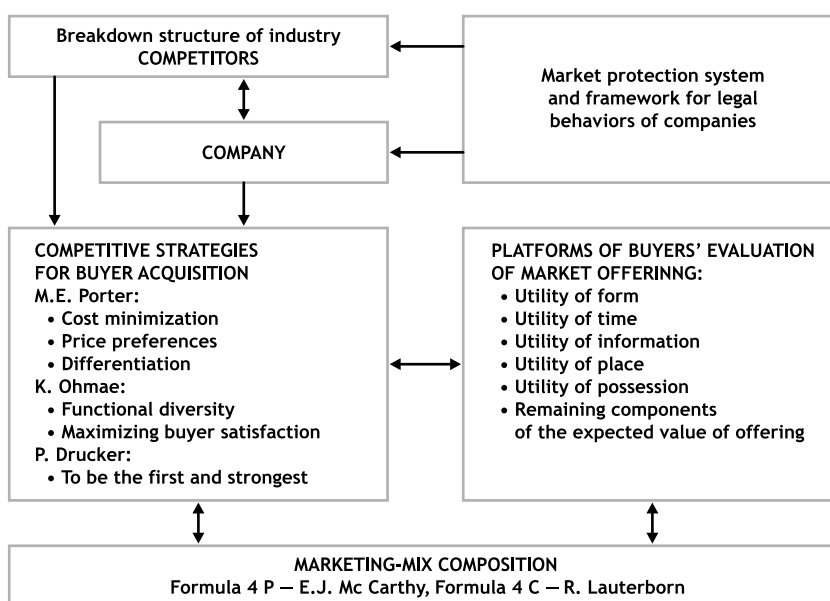 Breakdown structure of industry
COMPETITORS
Market protection system
and framework for legal
behaviors of companies
COMPANY
COMPETITIVE STRATEGIES
FOR BUYER ACQUISITION
M.E. Porter:
• Cost minimization
• Price preferences
• Differentiation
K. Ohmae:
• Functional diversity
• Maximizing buyer satisfaction
P. Drucker:
• To be the first and strongest
PLATFORMS OF BUYERS’ EVALUATION
OF MARKET OFFERINNG:
• Utility of form
• Utility of time
• Utility of information
• Utility of place
• Utility of possession
• Remaining components
of the expected value of offering
MARKETING-MIX COMPOSITION
Formula 4 P — E.J. Mc Carthy, Formula 4 C — R. Lauterborn